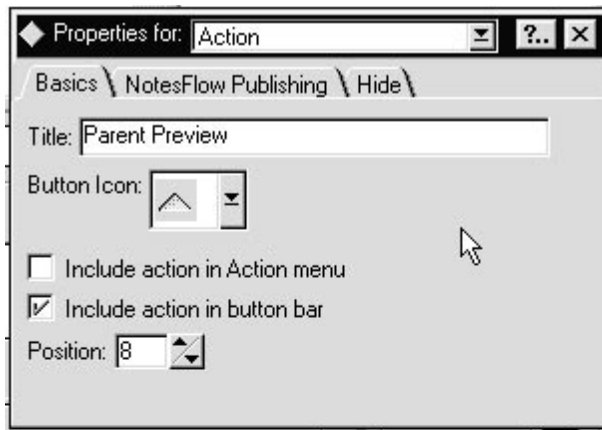 Properties for: Action ?..
Basics NotesFlow Publishing Hide
Title: Parent Preview
Button Icon:
Include action in Action menu
Include action in button bar
Position: 8